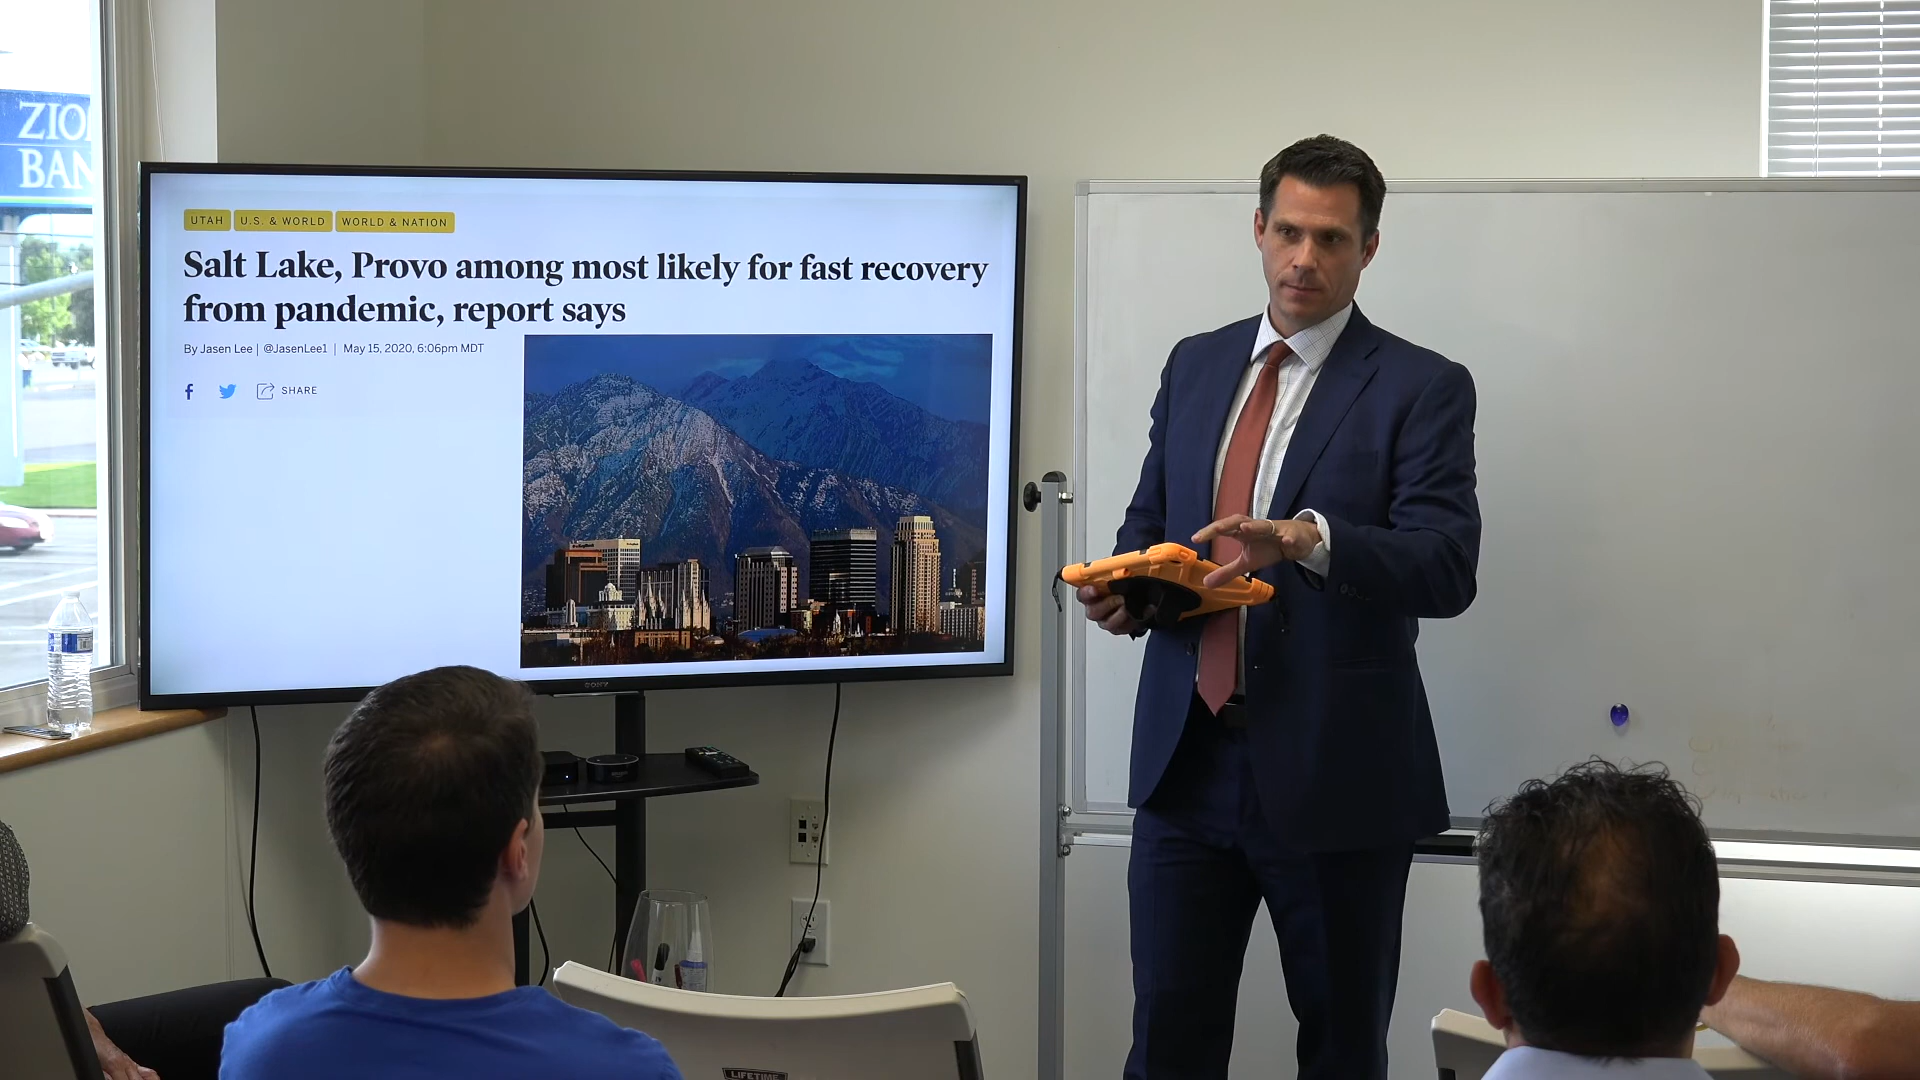 ZIO
BAN
UTAH U.S. & WORLD WORLD & NATION
Salt Lake, Provo among most likely for fast recovery
from pandemic, report says
By Jasen Lee | @JasenLee1 | May 15, 2020, 6:06pm MDT
f SHARE
SONY
LIFETIME